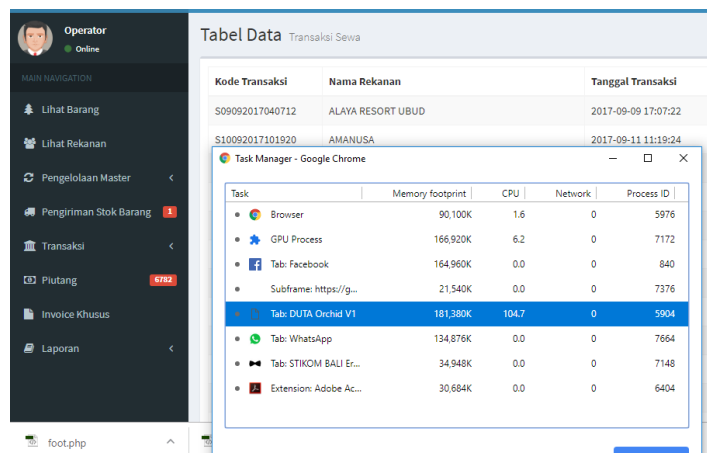 Operator
Online
MAIN NAVIGATION
Lihat Barang
Lihat Rekanan
Pengelolaan Master
Pengiriman Stok Barang 1
Transaksi
Piutang 6782
Invoice Khusus
Laporan
Tabel Data Transaksi Sewa
Kode Transaksi Nama Rekanan Tanggal Transaksi
S09092017040712 ALAYA RESORT UBUD 2017-09-09 17:07:22
S10092017101920 AMANUSA 2017-09-11 11:19:24
Task Manager - Google Chrome
Task Memory footprint CPU Network Process ID
Browser 90,100K 1.6 0 5976
GPU Process 166,920K 6.2 0 7172
Tab: Facebook 164,960K 0.0 0 840
Subframe: https://g... 21,540K 0.0 0 7376
Tab: DUTA Orchid V1 181,380K 104.7 0 5904
Tab: WhatsApp 134,876K 0.0 0 7664
Tab: STIKOM BALI Er... 34,948K 0.0 0 7148
Extension: Adobe Ac... 30,684K 0.0 0 6404
foot.php